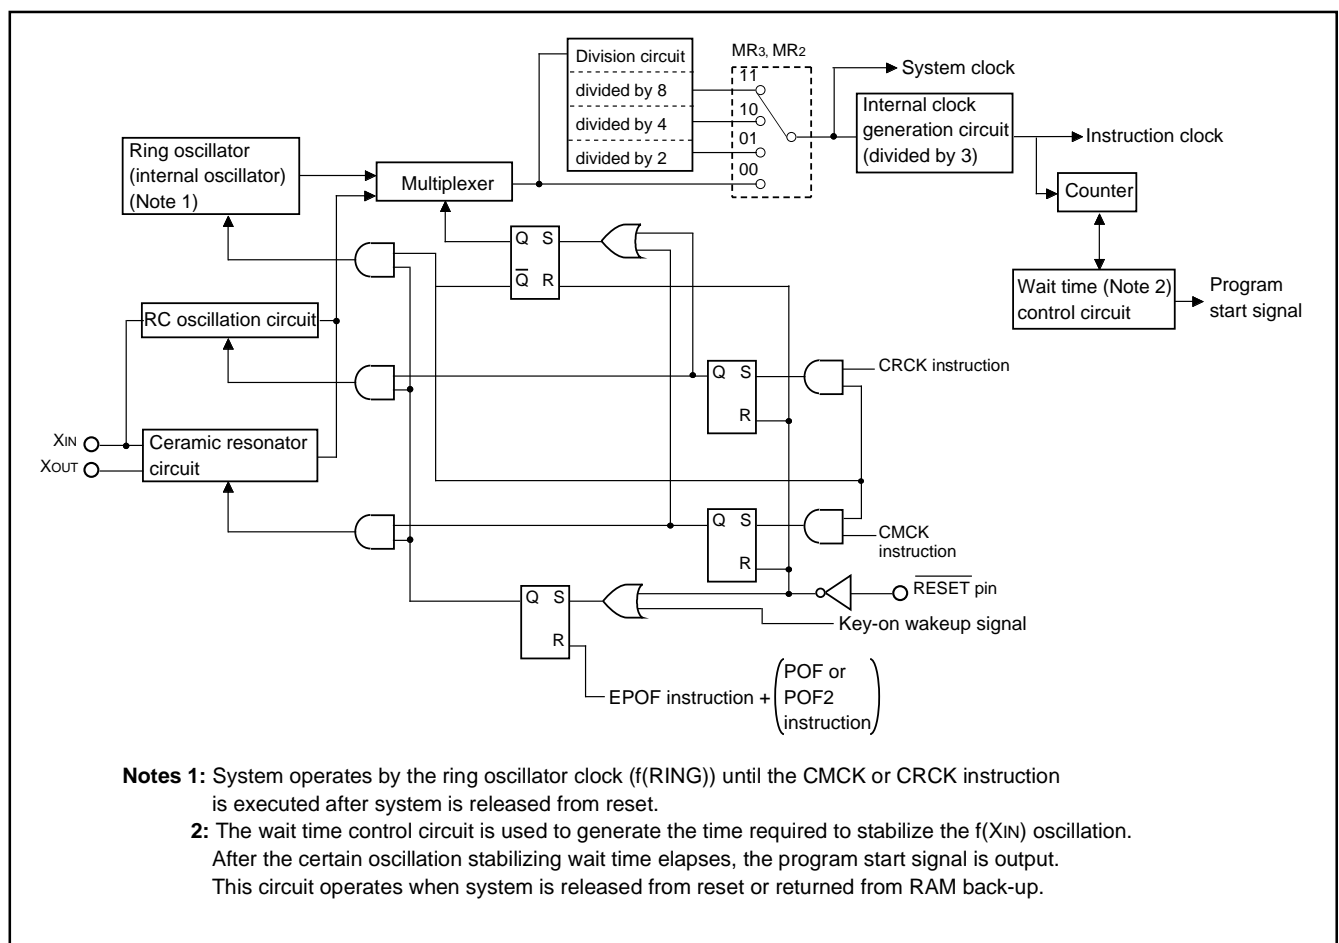 Division circuit
divided by 8
divided by 4
divided by 2
MR3, MR2
11
10
01
00
System clock
Internal clock
generation circuit
(divided by 3)
Instruction clock
Counter
Wait time (Note 2)
control circuit
Program
start signal
Ring oscillator
(internal oscillator)
(Note 1)
Multiplexer
Q S
Q̅ R
RC oscillation circuit
Q S
R
CRCK instruction
XIN
XOUT
Ceramic resonator
circuit
Q S
R
CMCK
instruction
Q S
R
R̅E̅S̅E̅T̅ pin
Key-on wakeup signal
EPOF instruction + (POF or
POF2
instruction)
Notes 1: System operates by the ring oscillator clock (f(RING)) until the CMCK or CRCK instruction
is executed after system is released from reset.
2: The wait time control circuit is used to generate the time required to stabilize the f(XIN) oscillation.
After the certain oscillation stabilizing wait time elapses, the program start signal is output.
This circuit operates when system is released from reset or returned from RAM back-up.